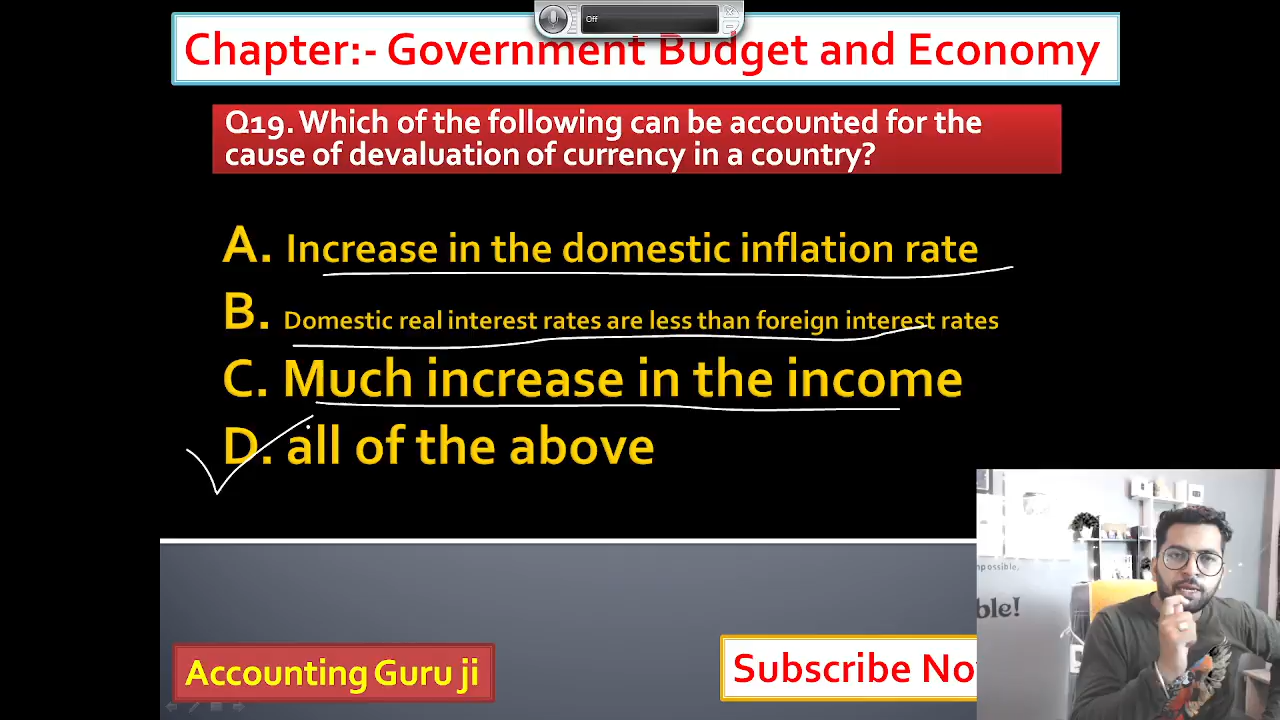 Off
Chapter:- Government Budget and Economy
Q19. Which of the following can be accounted for the
cause of devaluation of currency in a country?
A. Increase in the domestic inflation rate
B. Domestic real interest rates are less than foreign interest rates
C. Much increase in the income
D. all of the above
mpossible.
ble!
Accounting Guru ji
Subscribe No